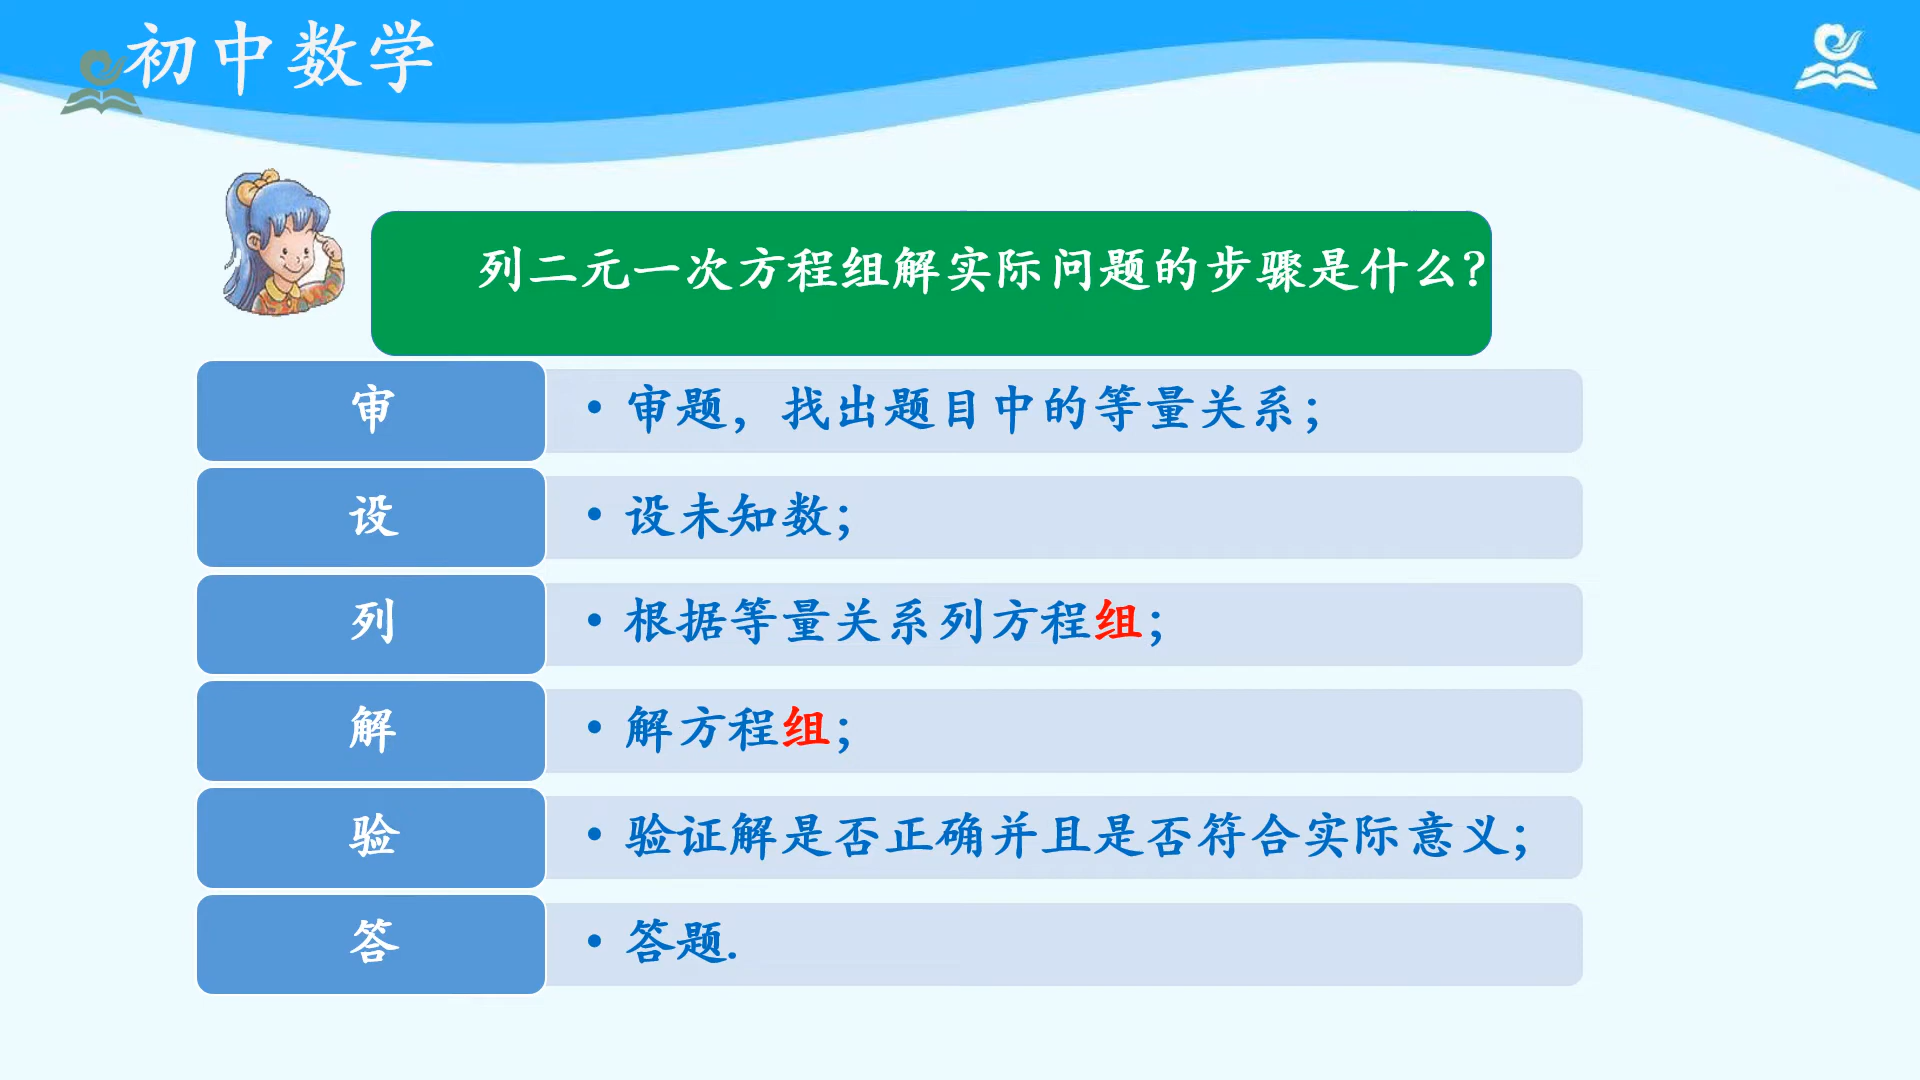 初中数学
列二元一次方程组解实际问题的步骤是什么?
审
• 审题，找出题目中的等量关系；
设
• 设未知数；
列
• 根据等量关系列方程组；
解
• 解方程组；
验
• 验证解是否正确并且是否符合实际意义；
答
• 答题.